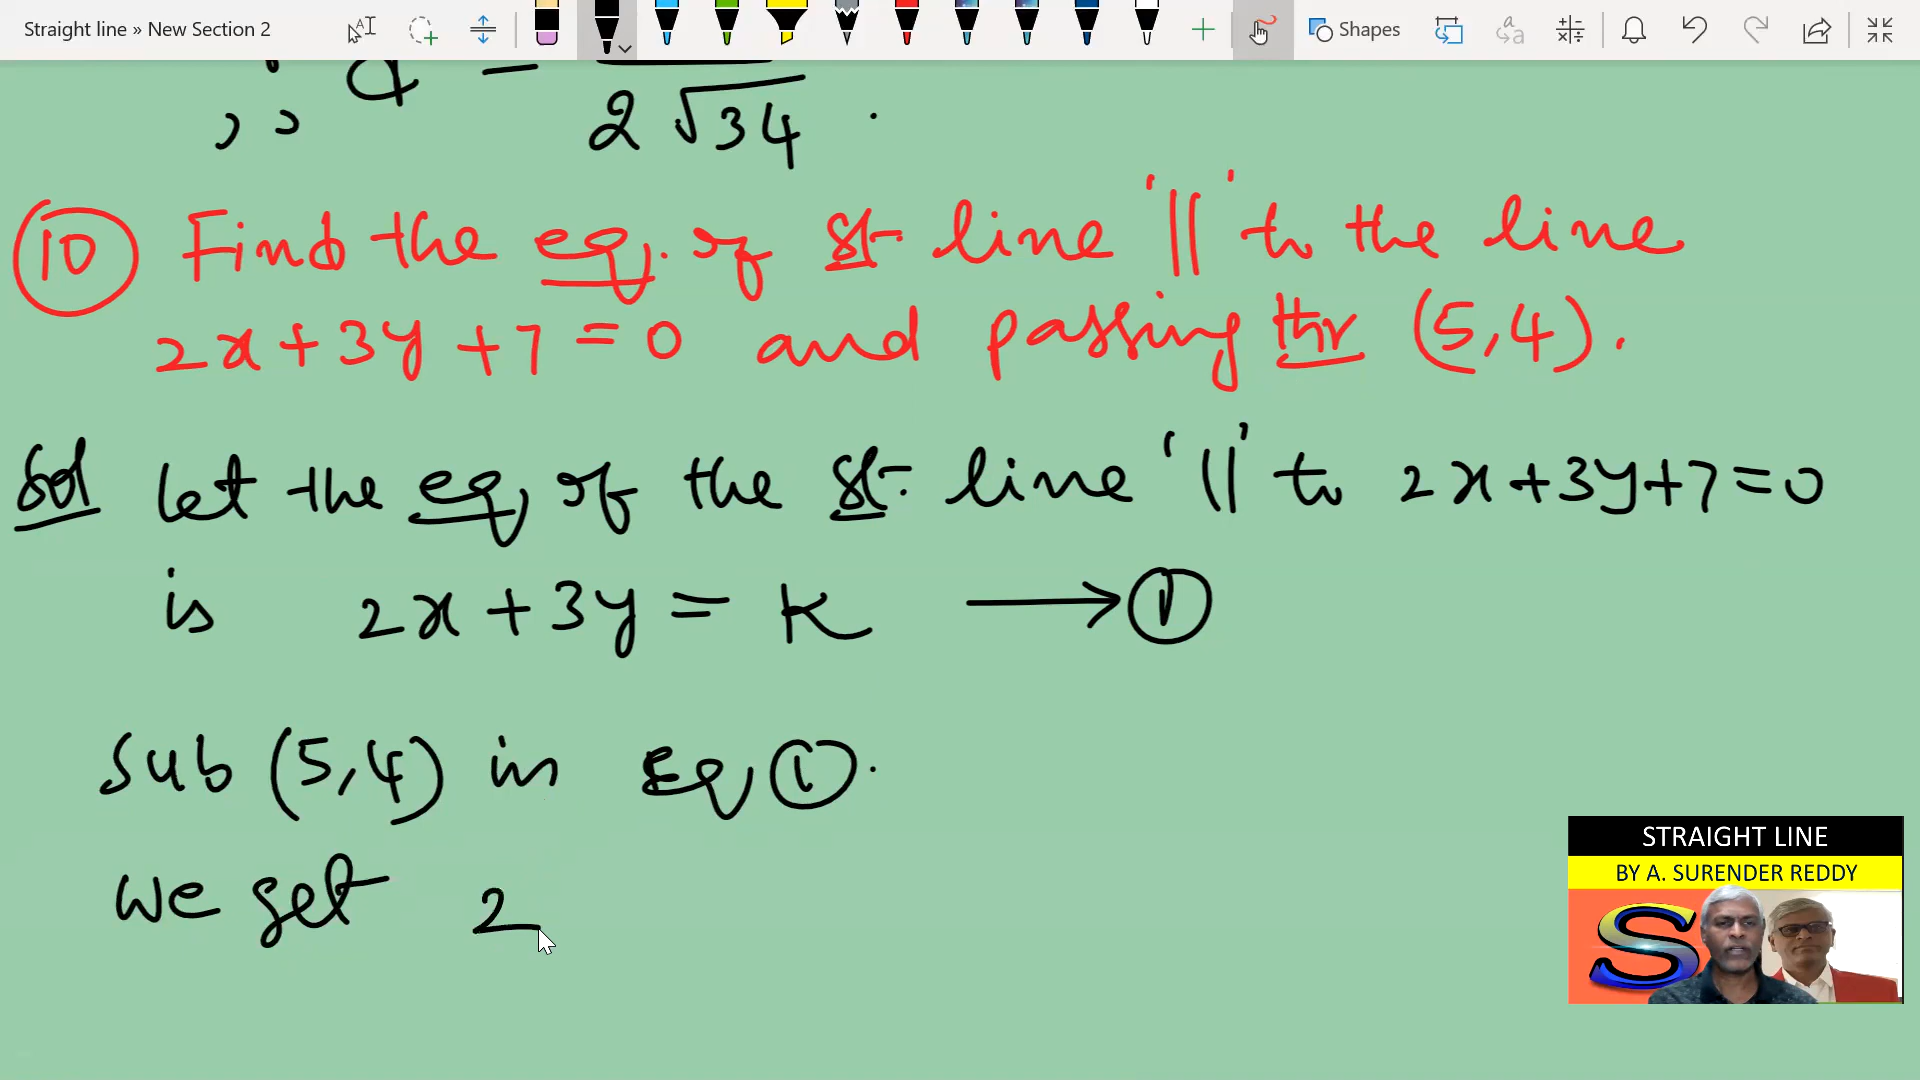 Straight line » New Section 2
Shapes
∴ d = 2 √34 .
10 Find the eq. of st. line '||' to the line
2x+3y+7=0 and passing thr (5,4).
Sol Let the eq of the st. line '||' to 2x+3y+7=0
is 2x+3y = K → 1
Sub (5,4) in Eq 1.
We get 2
STRAIGHT LINE
BY A. SURENDER REDDY
S